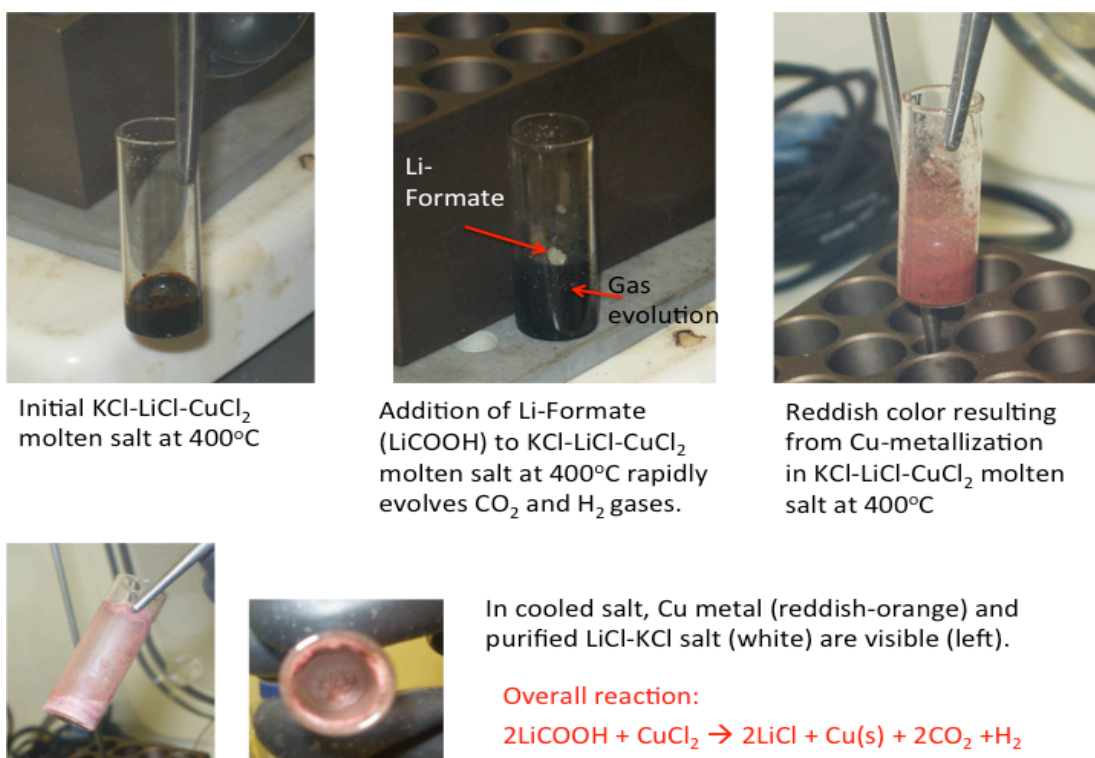 Li-
Formate
Gas
evolution
Initial KCl-LiCl-CuCl₂
molten salt at 400°C
Addition of Li-Formate
(LiCOOH) to KCl-LiCl-CuCl₂
molten salt at 400°C rapidly
evolves CO₂ and H₂ gases.
Reddish color resulting
from Cu-metallization
in KCl-LiCl-CuCl₂ molten
salt at 400°C
In cooled salt, Cu metal (reddish-orange) and
purified LiCl-KCl salt (white) are visible (left).
Overall reaction:
2LiCOOH + CuCl₂ → 2LiCl + Cu(s) + 2CO₂ +H₂